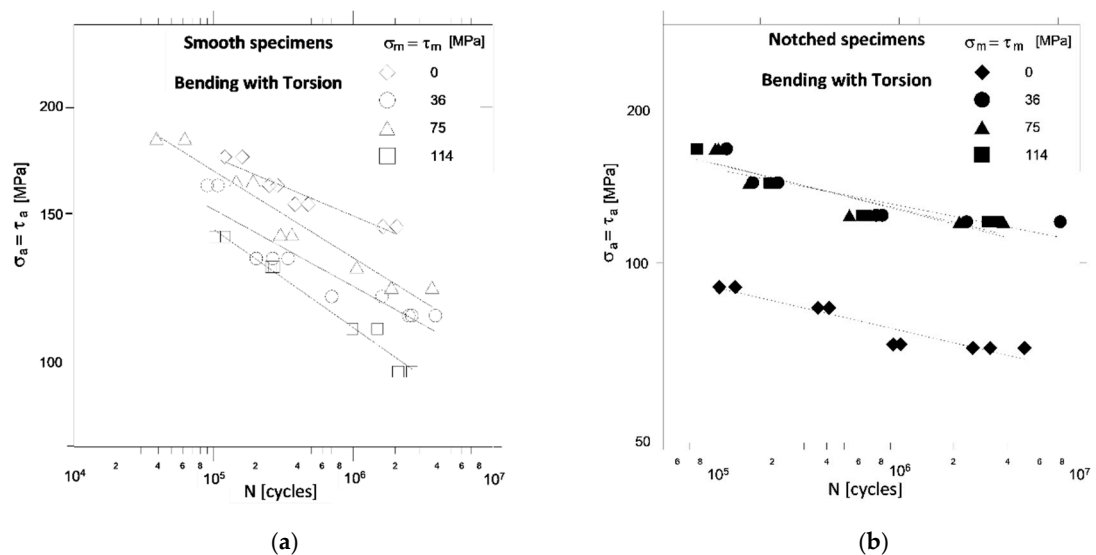 Smooth specimens
Bending with Torsion
σm = τm [MPa]
0
36
75
114
200
150
100
σa = τa [MPa]
10^4 2 4 6 8 10^5 2 4 6 8 10^6 2 4 6 8 10^7
N [cycles]
(a)
Notched specimens
Bending with Torsion
σm = τm [MPa]
0
36
75
114
200
100
50
σa = τa [MPa]
6 8 10^5 2 4 6 8 10^6 2 4 6 8 10^7
N [cycles]
(b)